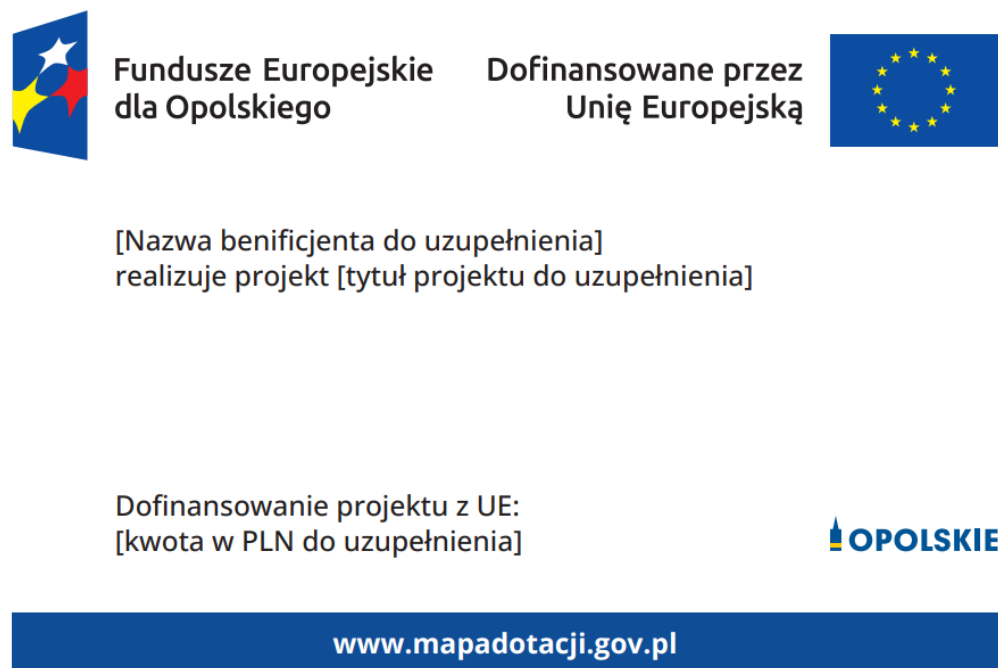 Fundusze Europejskie
dla Opolskiego
Dofinansowane przez
Unię Europejską
[Nazwa benificjenta do uzupełnienia]
realizuje projekt [tytuł projektu do uzupełnienia]
Dofinansowanie projektu z UE:
[kwota w PLN do uzupełnienia]
OPOLSKIE
www.mapadotacji.gov.pl